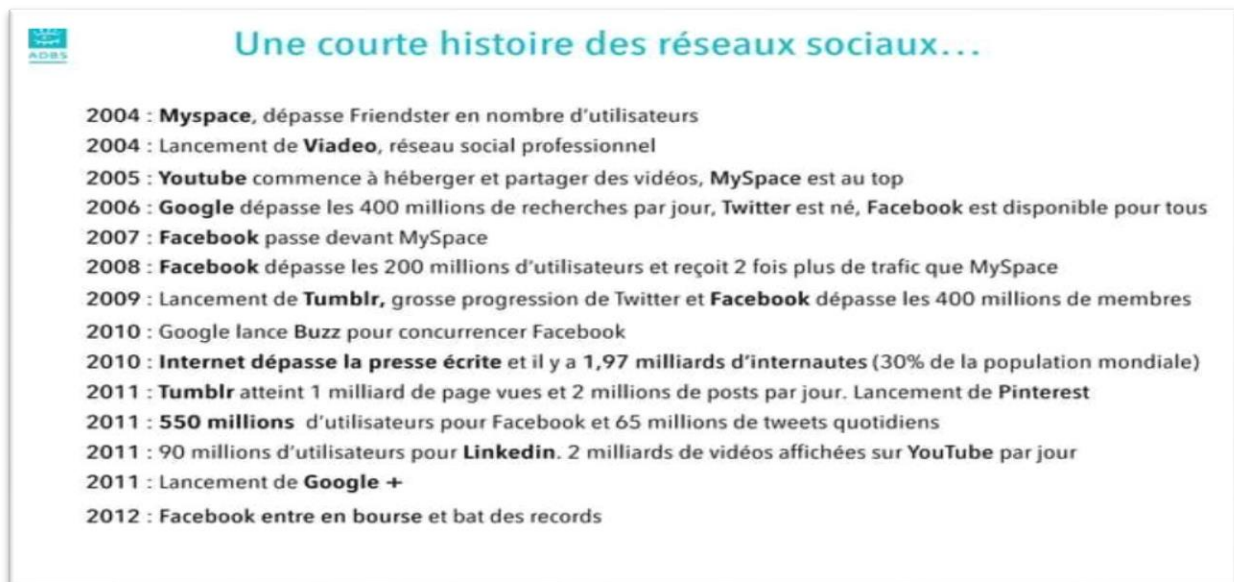 ADBS
Une courte histoire des réseaux sociaux...
2004 : Myspace, dépasse Friendster en nombre d'utilisateurs
2004 : Lancement de Viadeo, réseau social professionnel
2005 : Youtube commence à héberger et partager des vidéos, MySpace est au top
2006 : Google dépasse les 400 millions de recherches par jour, Twitter est né, Facebook est disponible pour tous
2007 : Facebook passe devant MySpace
2008 : Facebook dépasse les 200 millions d'utilisateurs et reçoit 2 fois plus de trafic que MySpace
2009 : Lancement de Tumblr, grosse progression de Twitter et Facebook dépasse les 400 millions de membres
2010 : Google lance Buzz pour concurrencer Facebook
2010 : Internet dépasse la presse écrite et il y a 1,97 milliards d'internautes (30% de la population mondiale)
2011 : Tumblr atteint 1 milliard de page vues et 2 millions de posts par jour. Lancement de Pinterest
2011 : 550 millions d'utilisateurs pour Facebook et 65 millions de tweets quotidiens
2011 : 90 millions d'utilisateurs pour Linkedin. 2 milliards de vidéos affichées sur YouTube par jour
2011 : Lancement de Google +
2012 : Facebook entre en bourse et bat des records